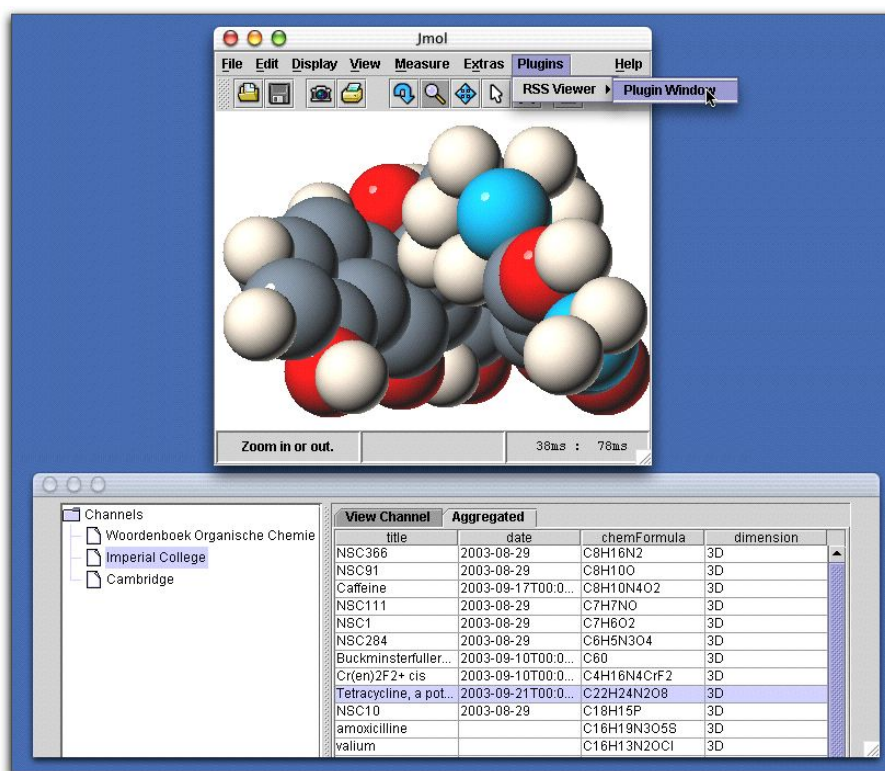 Jmol
File Edit Display View Measure Extras Plugins Help
RSS Viewer Plugin Window
Zoom in or out. 38ms : 78ms
Channels
Woordenboek Organische Chemie
Imperial College
Cambridge
View Channel Aggregated
title date chemFormula dimension
NSC366 2003-08-29 C8H16N2 3D
NSC91 2003-08-29 C8H10O 3D
Caffeine 2003-09-17T00:0... C8H10N4O2 3D
NSC111 2003-08-29 C7H7NO 3D
NSC1 2003-08-29 C7H6O2 3D
NSC284 2003-08-29 C6H5N3O4 3D
Buckminsterfuller... 2003-09-10T00:0... C60 3D
Cr(en)2F2+ cis 2003-09-10T00:0... C4H16N4CrF2 3D
Tetracycline, a pot... 2003-09-21T00:0... C22H24N2O8 3D
NSC10 2003-08-29 C18H15P 3D
amoxicilline C16H19N3O5S 3D
valium C16H13N2OCl 3D